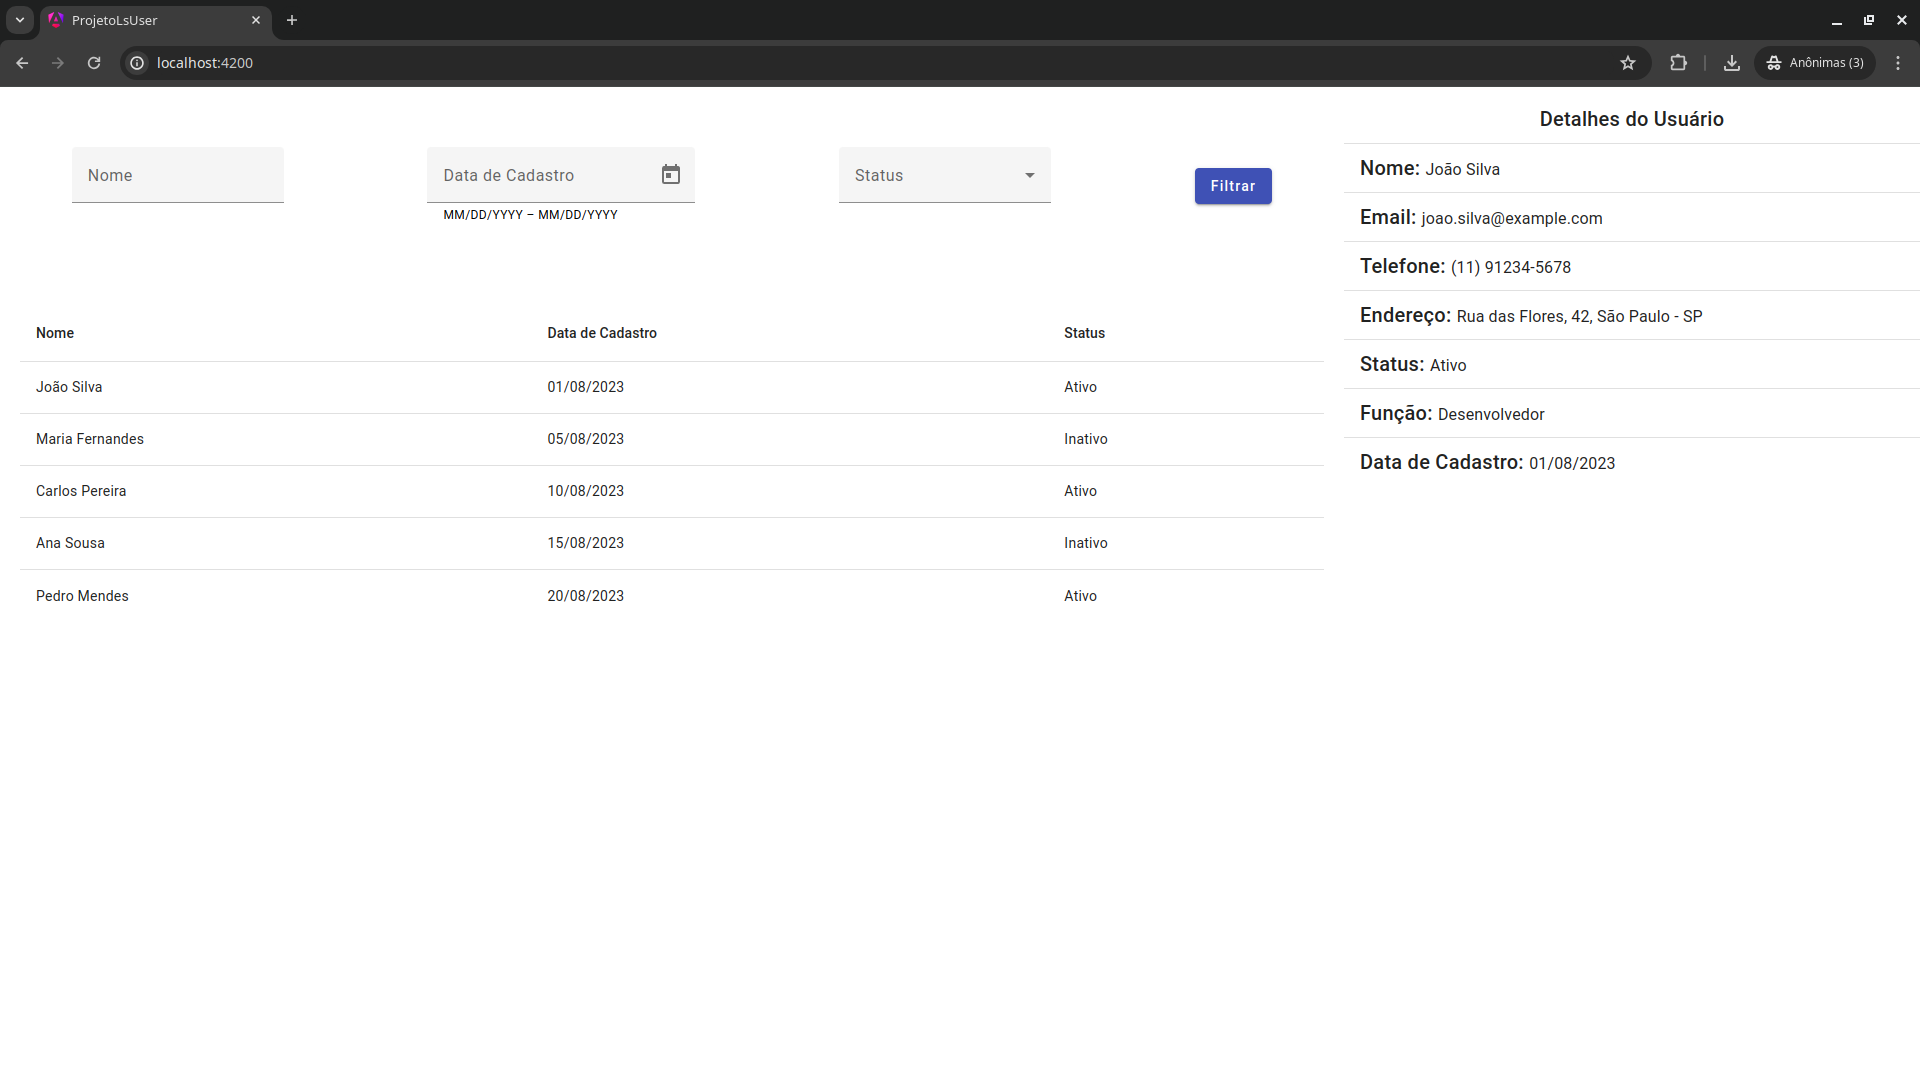 ProjetoLsUser
localhost:4200
Anônimas (3)
Nome
Data de Cadastro
MM/DD/YYYY – MM/DD/YYYY
Status
Filtrar
Nome Data de Cadastro Status
João Silva 01/08/2023 Ativo
Maria Fernandes 05/08/2023 Inativo
Carlos Pereira 10/08/2023 Ativo
Ana Sousa 15/08/2023 Inativo
Pedro Mendes 20/08/2023 Ativo
Detalhes do Usuário
Nome: João Silva
Email: joao.silva@example.com
Telefone: (11) 91234-5678
Endereço: Rua das Flores, 42, São Paulo - SP
Status: Ativo
Função: Desenvolvedor
Data de Cadastro: 01/08/2023